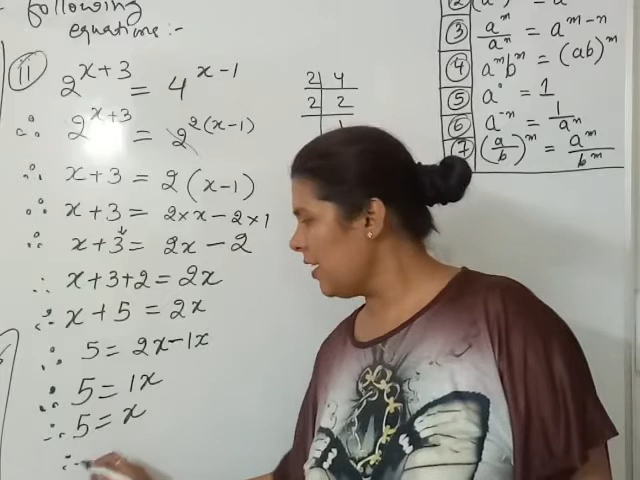 following
equations:-
(11) 2^(x+3) = 4^(x-1)
∴ 2^(x+3) = 2^(2(x-1))
∴ x+3 = 2(x-1)
∴ x+3 = 2×x-2×1
∴ x+3 = 2x-2
∴ x+3+2 = 2x
∴ x+5 = 2x
∴ 5 = 2x-1x
∴ 5 = 1x
∴ 5 = x
∴
2 | 4
2 | 2
1
(3) a^m/a^n = a^(m-n)
(4) a^m b^m = (ab)^m
(5) a° = 1
(6) a^(-n) = 1/a^n
(7) (a/b)^m = a^m/b^m